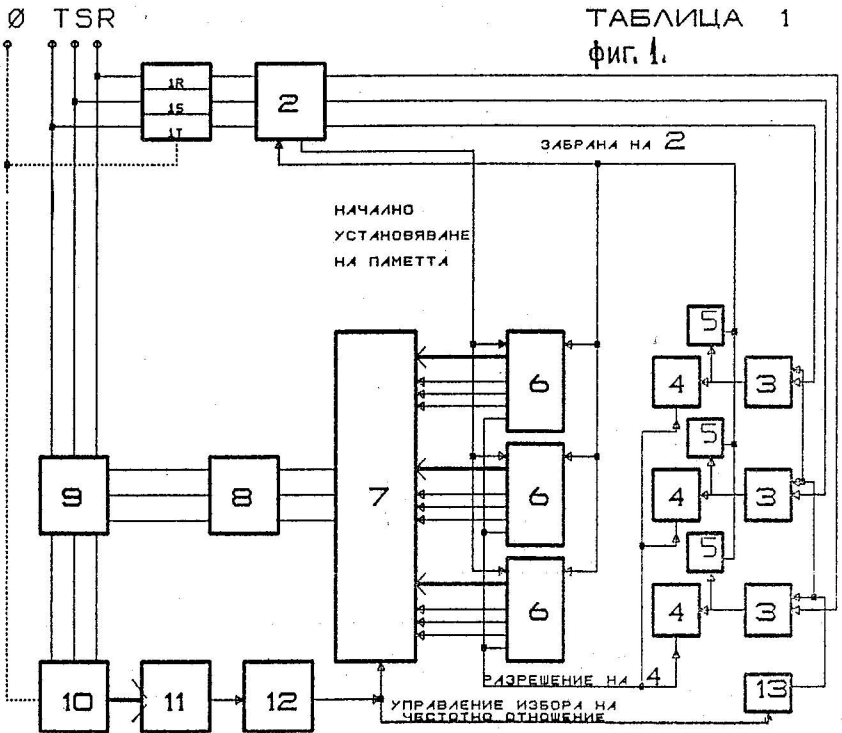 Ø TSR
ТАБЛИЦА 1
фиг. 1.
1R
1S
1T
2
ЗАБРАНА НА 2
НАЧАЛНО
УСТАНОВЯВАНЕ
НА ПАМЕТТА
5
6
4
3
5
9
8
7
6
4
3
5
6
4
3
РАЗРЕШЕНИЕ НА 4
10
11
12
13
УПРАВЛЕНИЕ ИЗБОРА НА
ЧЕСТОТНО ОТНОШЕНИЕ